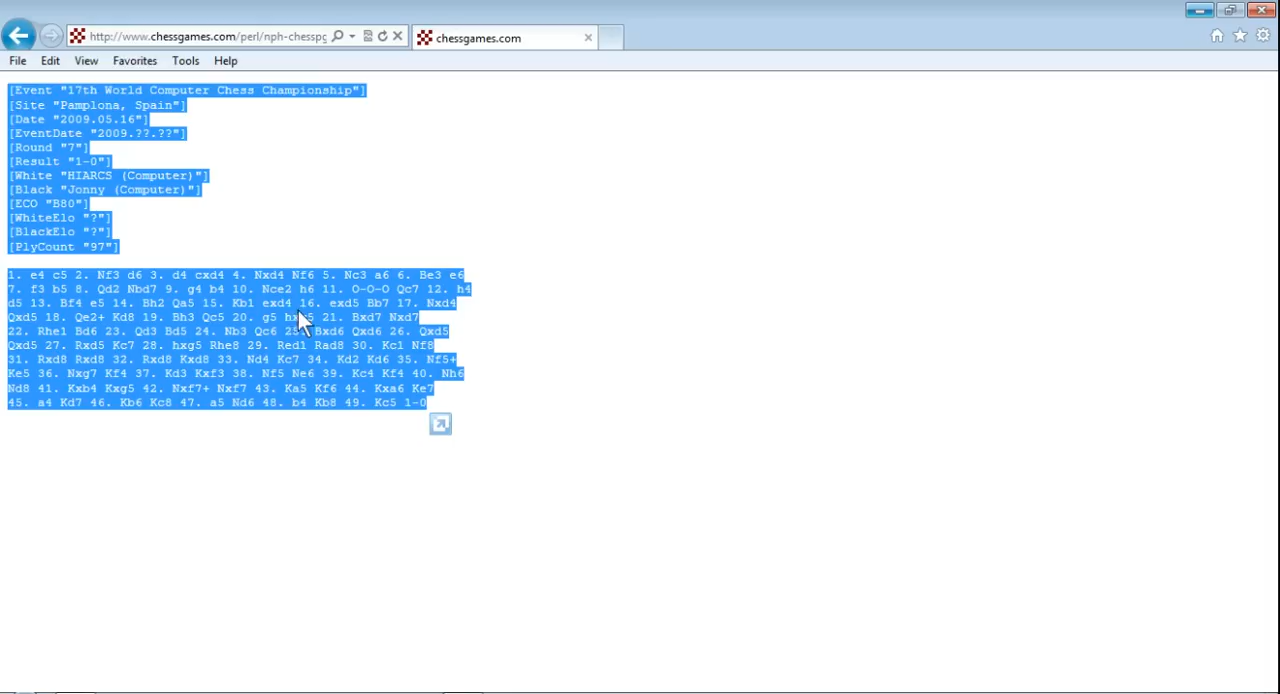 http://www.chessgames.com/perl/nph-chesspg
chessgames.com
File Edit View Favorites Tools Help
[Event "17th World Computer Chess Championship"]
[Site "Pamplona, Spain"]
[Date "2009.05.16"]
[EventDate "2009.??.??"]
[Round "7"]
[Result "1-0"]
[White "HIARCS (Computer)"]
[Black "Jonny (Computer)"]
[ECO "B80"]
[WhiteElo "?"]
[BlackElo "?"]
[PlyCount "97"]
1. e4 c5 2. Nf3 d6 3. d4 cxd4 4. Nxd4 Nf6 5. Nc3 a6 6. Be3 e6
7. f3 b5 8. Qd2 Nbd7 9. g4 b4 10. Nce2 h6 11. O-O-O Qc7 12. h4
d5 13. Bf4 e5 14. Bh2 Qa5 15. Kb1 exd4 16. exd5 Bb7 17. Nxd4
Qxd5 18. Qe2+ Kd8 19. Bh3 Qc5 20. g5 21. Bxd7 Nxd7
22. Rhe1 Bd6 23. Qd3 Bd5 24. Nb3 Qc6 25. Bxd6 Qxd6 26. Qxd5
Qxd5 27. Rxd5 Kc7 28. hxg5 Rhe8 29. Red1 Rad8 30. Kc1 Nf8
31. Rxd8 Rxd8 32. Rxd8 Kxd8 33. Nd4 Kc7 34. Kd2 Kd6 35. Nf5+
Ke5 36. Nxg7 Kf4 37. Kd3 Kxf3 38. Nf5 Ne6 39. Kc4 Kf4 40. Nh6
Nd8 41. Kxb4 Kxg5 42. Nxf7+ Nxf7 43. Ka5 Kf6 44. Kxa6 Ke7
45. a4 Kd7 46. Kb6 Kc8 47. a5 Nd6 48. b4 Kb8 49. Kc5 1-0